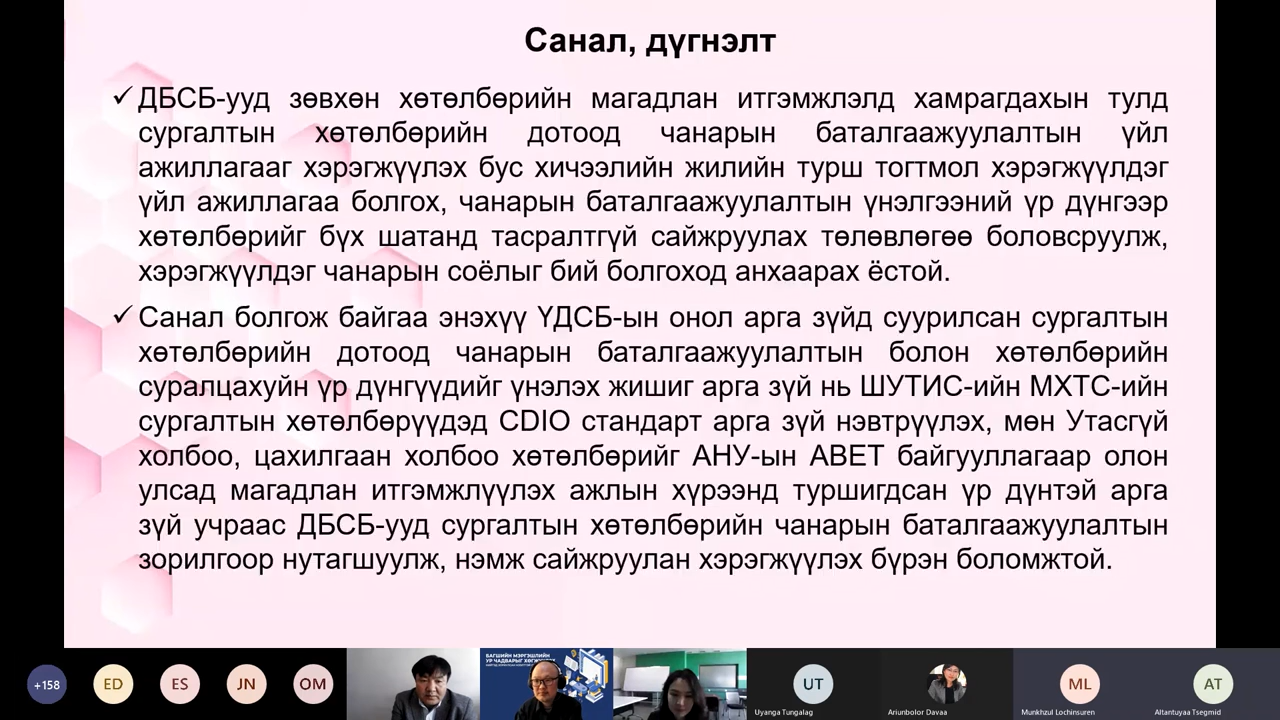 Санал, дүгнэлт
✓ ДБСБ-ууд зөвхөн хөтөлбөрийн магадлан итгэмжлэлд хамрагдахын тулд
сургалтын хөтөлбөрийн дотоод чанарын баталгаажуулалтын үйл
ажиллагааг хэрэгжүүлэх бус хичээлийн жилийн турш тогтмол хэрэгжүүлдэг
үйл ажиллагаа болгох, чанарын баталгаажуулалтын үнэлгээний үр дүнгээр
хөтөлбөрийг бүх шатанд тасралтгүй сайжруулах төлөвлөгөө боловсруулж,
хэрэгжүүлдэг чанарын соёлыг бий болгоход анхаарах ёстой.
✓ Санал болгож байгаа энэхүү ҮДСБ-ын онол арга зүйд суурилсан сургалтын
хөтөлбөрийн дотоод чанарын баталгаажуулалтын болон хөтөлбөрийн
суралцахуйн үр дүнгүүдийг үнэлэх жишиг арга зүй нь ШУТИС-ийн МХТС-ийн
сургалтын хөтөлбөрүүдэд CDIO стандарт арга зүй нэвтрүүлэх, мөн Утасгүй
холбоо, цахилгаан холбоо хөтөлбөрийг АНУ-ын ABET байгууллагаар олон
улсад магадлан итгэмжлүүлэх ажлын хүрээнд туршигдсан үр дүнтэй арга
зүй учраас ДБСБ-ууд сургалтын хөтөлбөрийн чанарын баталгаажуулалтын
зорилгоор нутагшуулж, нэмж сайжруулан хэрэгжүүлэх бүрэн боломжтой.
+158
ED
ES
JN
OM
БАГШИЙН МЭРГЭШЛИЙН
УР ЧАДВАРЫГ ХӨГЖҮҮЛЭХ
UT
Uyanga Tungalag
Ariunbolor Davaa
ML
Munkhzul Lochinsuren
AT
Altantuyaa Tsegmid